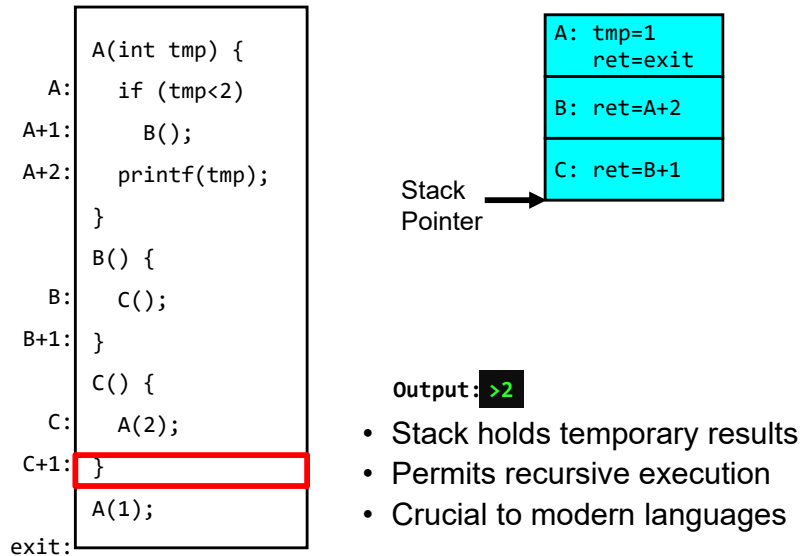 A(int tmp) {
A: if (tmp<2)
A+1: B();
A+2: printf(tmp);
}
B() {
B: C();
B+1: }
C() {
C: A(2);
C+1: }
A(1);
exit:
A: tmp=1
ret=exit
B: ret=A+2
C: ret=B+1
Stack
Pointer
Output: >2
• Stack holds temporary results
• Permits recursive execution
• Crucial to modern languages